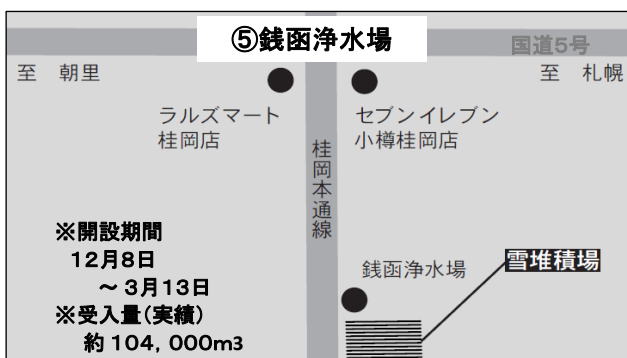 ⑤銭函浄水場
国道5号
至 朝里
至 札幌
ラルズマート
桂岡店
セブンイレブン
小樽桂岡店
桂岡本通線
※開設期間
12月8日
～3月13日
※受入量(実績)
約104,000m3
銭函浄水場
雪堆積場